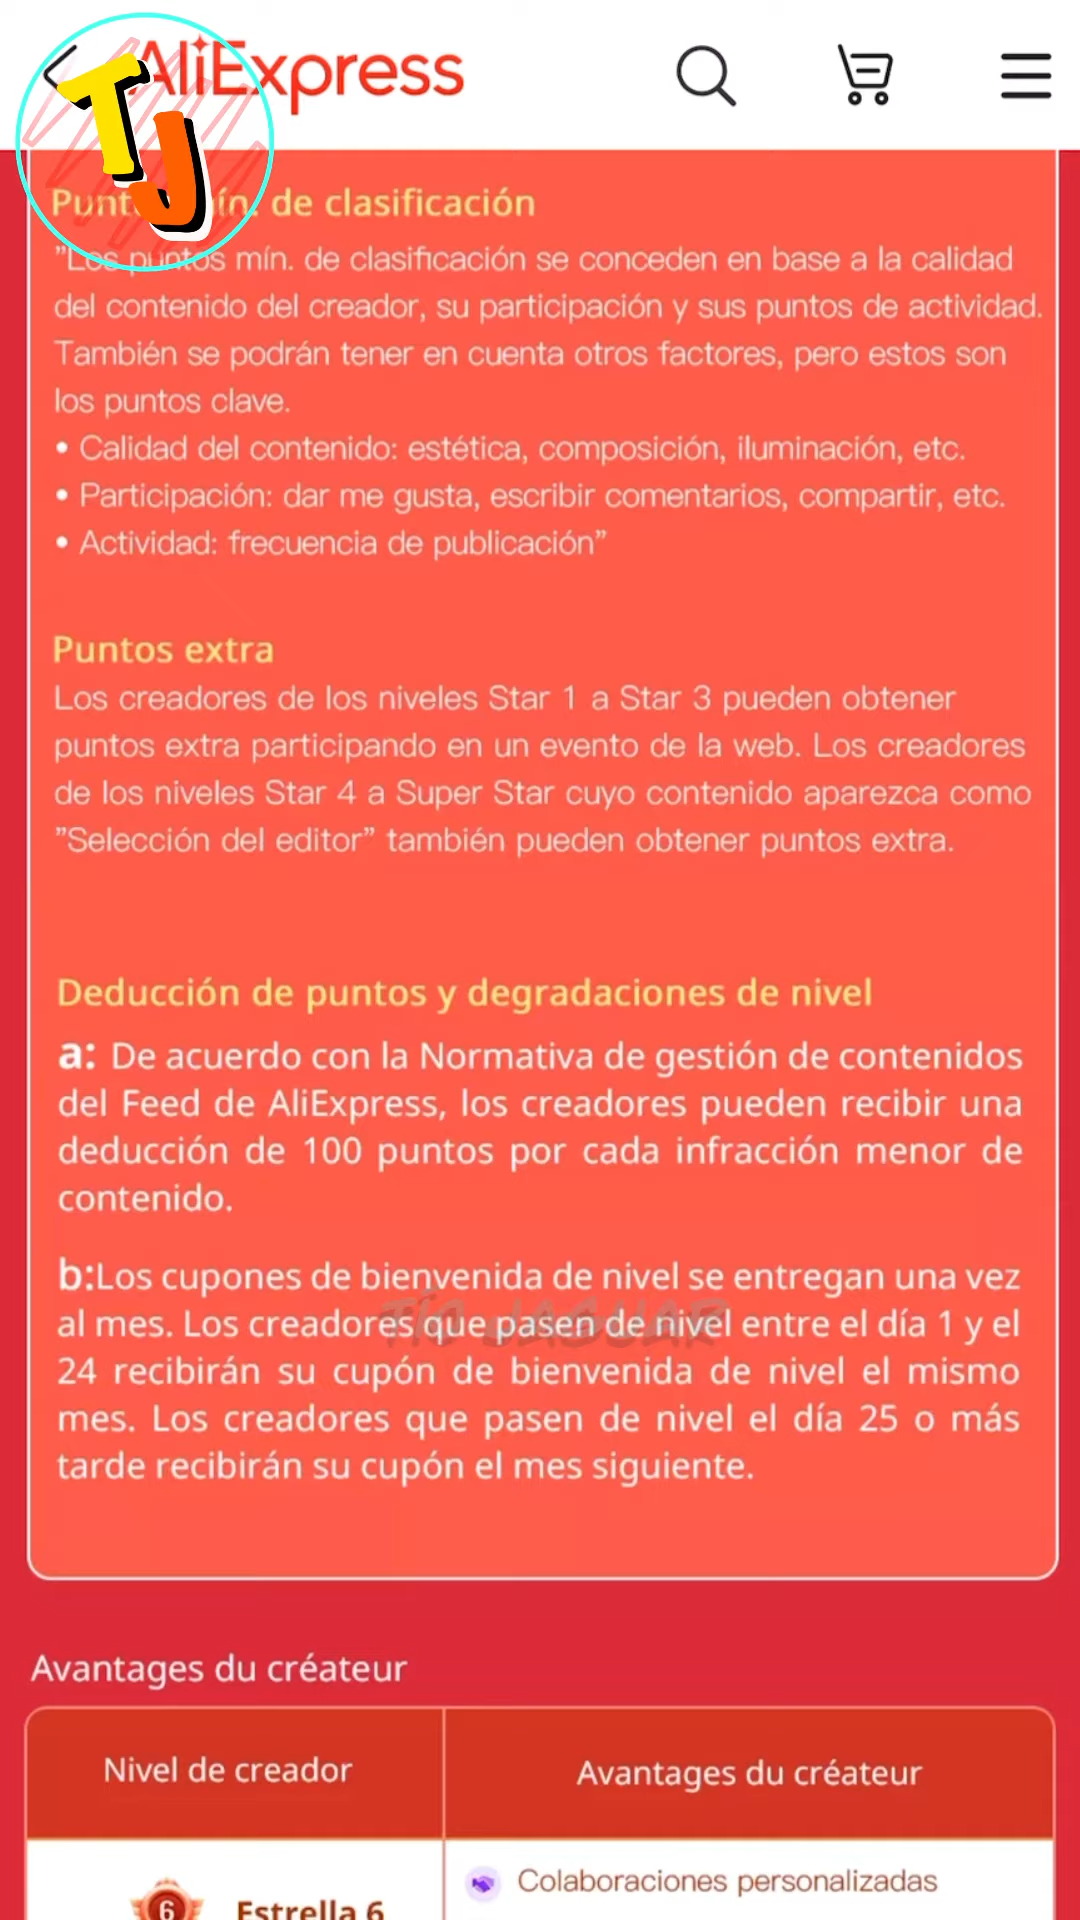 AliExpress
TJ
Puntos mín. de clasificación
"Los puntos mín. de clasificación se conceden en base a la calidad
del contenido del creador, su participación y sus puntos de actividad.
También se podrán tener en cuenta otros factores, pero estos son
los puntos clave.
• Calidad del contenido: estética, composición, iluminación, etc.
• Participación: dar me gusta, escribir comentarios, compartir, etc.
• Actividad: frecuencia de publicación"
Puntos extra
Los creadores de los niveles Star 1 a Star 3 pueden obtener
puntos extra participando en un evento de la web. Los creadores
de los niveles Star 4 a Super Star cuyo contenido aparezca como
"Selección del editor" también pueden obtener puntos extra.
Deducción de puntos y degradaciones de nivel
a: De acuerdo con la Normativa de gestión de contenidos
del Feed de AliExpress, los creadores pueden recibir una
deducción de 100 puntos por cada infracción menor de
contenido.
b:Los cupones de bienvenida de nivel se entregan una vez
al mes. Los creadores que pasen de nivel entre el día 1 y el
24 recibirán su cupón de bienvenida de nivel el mismo
mes. Los creadores que pasen de nivel el día 25 o más
tarde recibirán su cupón el mes siguiente.
TÍO JAGUAR
Avantages du créateur
Nivel de creador
Avantages du créateur
Colaboraciones personalizadas
6
Estrella 6